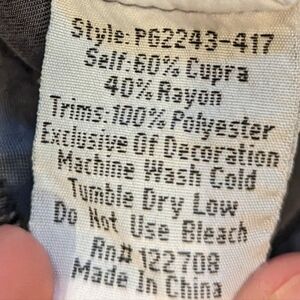 Style: PG2243-417
Self: 60% Cupra
40% Rayon
Trims: 100% Polyester
Exclusive Of Decoration
Machine Wash Cold
Tumble Dry Low
Do Not Use Bleach
Rn# 122708
Made In China